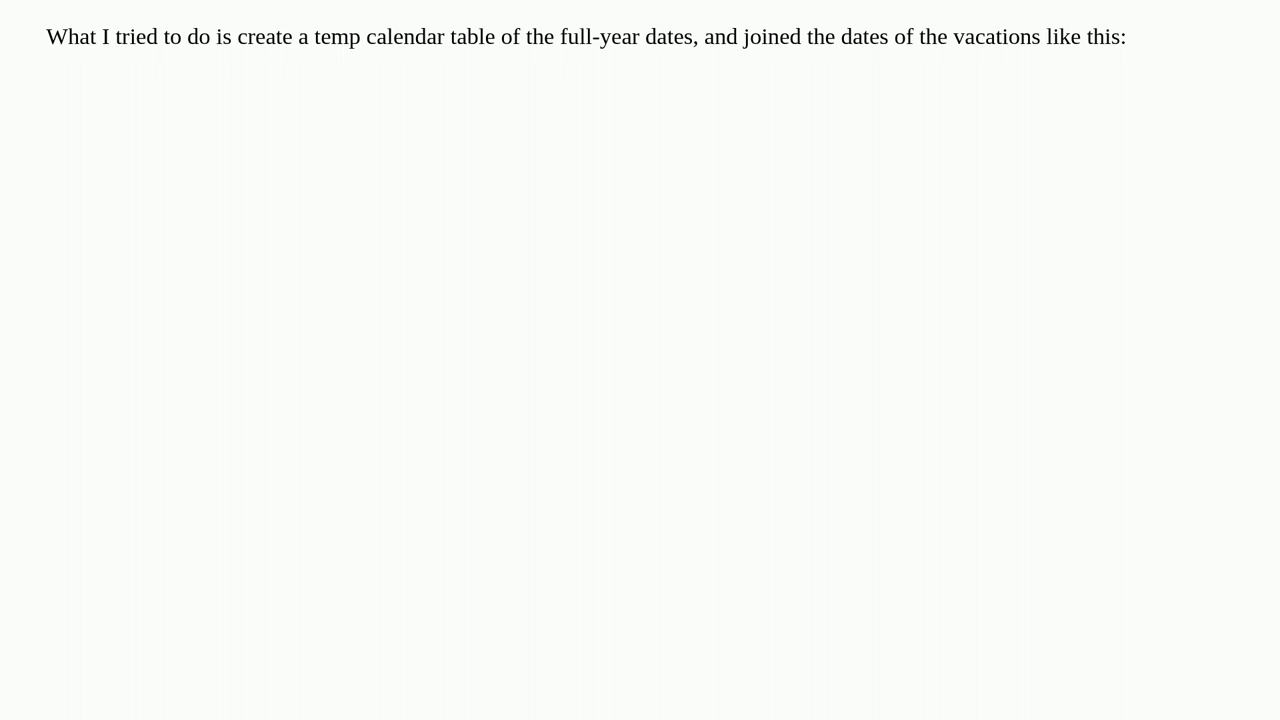 What I tried to do is create a temp calendar table of the full-year dates, and joined the dates of the vacations like this: